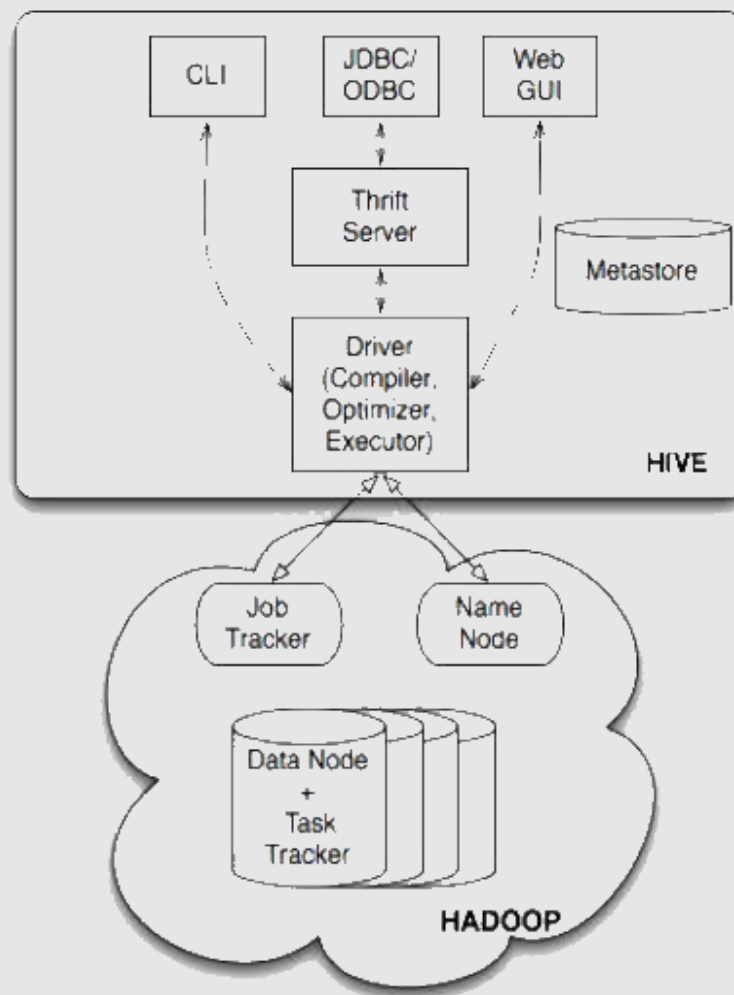 CLI
JDBC/
ODBC
Web
GUI
Thrift
Server
Metastore
Driver
(Compiler,
Optimizer,
Executor)
HIVE
Job
Tracker
Name
Node
Data Node
+
Task
Tracker
HADOOP